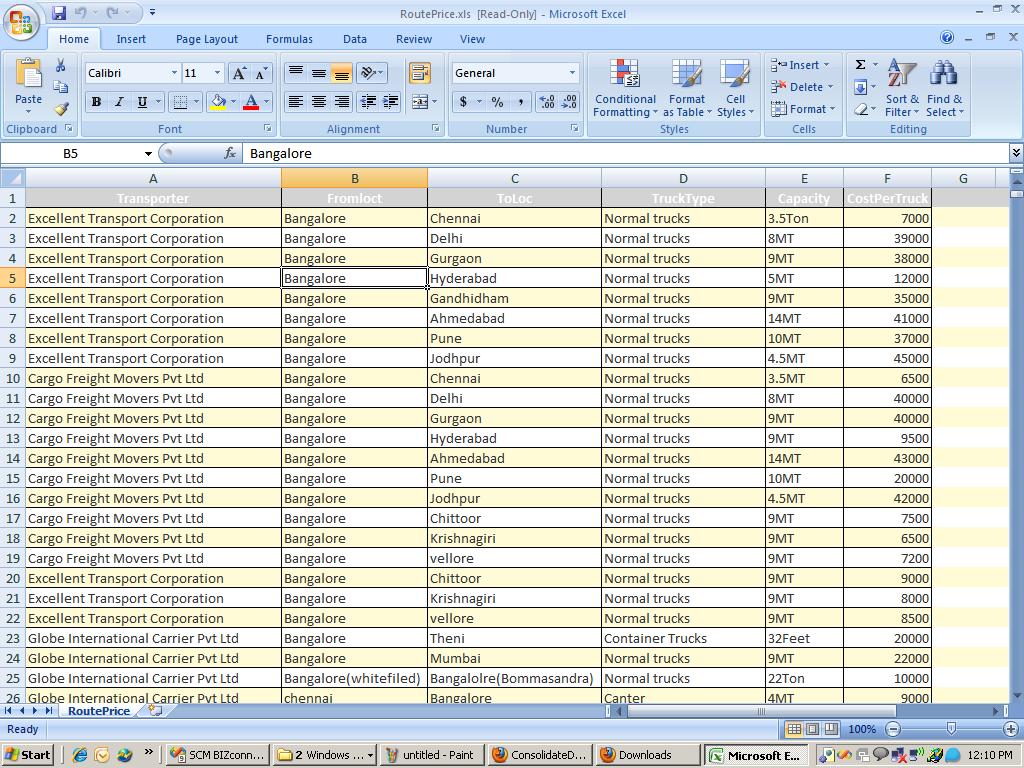 RoutePrice.xls [Read-Only] - Microsoft Excel
Home Insert Page Layout Formulas Data Review View
Paste Calibri 11 A A General Conditional Formatting Format as Table Cell Styles Insert Delete Format Σ Sort & Filter Find & Select
B I U A $ % ,
Clipboard Font Alignment Number Styles Cells Editing
B5 fx Bangalore
A B C D E F G
1 Transporter Fromloct ToLoc TruckType Capacity CostPerTruck
2 Excellent Transport Corporation Bangalore Chennai Normal trucks 3.5Ton 7000
3 Excellent Transport Corporation Bangalore Delhi Normal trucks 8MT 39000
4 Excellent Transport Corporation Bangalore Gurgaon Normal trucks 9MT 38000
5 Excellent Transport Corporation Bangalore Hyderabad Normal trucks 5MT 12000
6 Excellent Transport Corporation Bangalore Gandhidham Normal trucks 9MT 35000
7 Excellent Transport Corporation Bangalore Ahmedabad Normal trucks 14MT 41000
8 Excellent Transport Corporation Bangalore Pune Normal trucks 10MT 37000
9 Excellent Transport Corporation Bangalore Jodhpur Normal trucks 4.5MT 45000
10 Cargo Freight Movers Pvt Ltd Bangalore Chennai Normal trucks 3.5MT 6500
11 Cargo Freight Movers Pvt Ltd Bangalore Delhi Normal trucks 8MT 40000
12 Cargo Freight Movers Pvt Ltd Bangalore Gurgaon Normal trucks 9MT 40000
13 Cargo Freight Movers Pvt Ltd Bangalore Hyderabad Normal trucks 9MT 9500
14 Cargo Freight Movers Pvt Ltd Bangalore Ahmedabad Normal trucks 14MT 43000
15 Cargo Freight Movers Pvt Ltd Bangalore Pune Normal trucks 10MT 20000
16 Cargo Freight Movers Pvt Ltd Bangalore Jodhpur Normal trucks 4.5MT 42000
17 Cargo Freight Movers Pvt Ltd Bangalore Chittoor Normal trucks 9MT 7500
18 Cargo Freight Movers Pvt Ltd Bangalore Krishnagiri Normal trucks 9MT 6500
19 Cargo Freight Movers Pvt Ltd Bangalore vellore Normal trucks 9MT 7200
20 Excellent Transport Corporation Bangalore Chittoor Normal trucks 9MT 9000
21 Excellent Transport Corporation Bangalore Krishnagiri Normal trucks 9MT 8000
22 Excellent Transport Corporation Bangalore vellore Normal trucks 9MT 8500
23 Globe International Carrier Pvt Ltd Bangalore Theni Container Trucks 32Feet 20000
24 Globe International Carrier Pvt Ltd Bangalore Mumbai Normal trucks 9MT 22000
25 Globe International Carrier Pvt Ltd Bangalore(whitefiled) Bangalolre(Bommasandra) Normal trucks 22Ton 10000
26 Globe International Carrier Pvt Ltd chennai Bangalore Canter 4MT 9000
RoutePrice
Ready 100%
Start SCM BIZconn... 2 Windows ... untitled - Paint ConsolidateD... Downloads Microsoft E... 12:10 PM